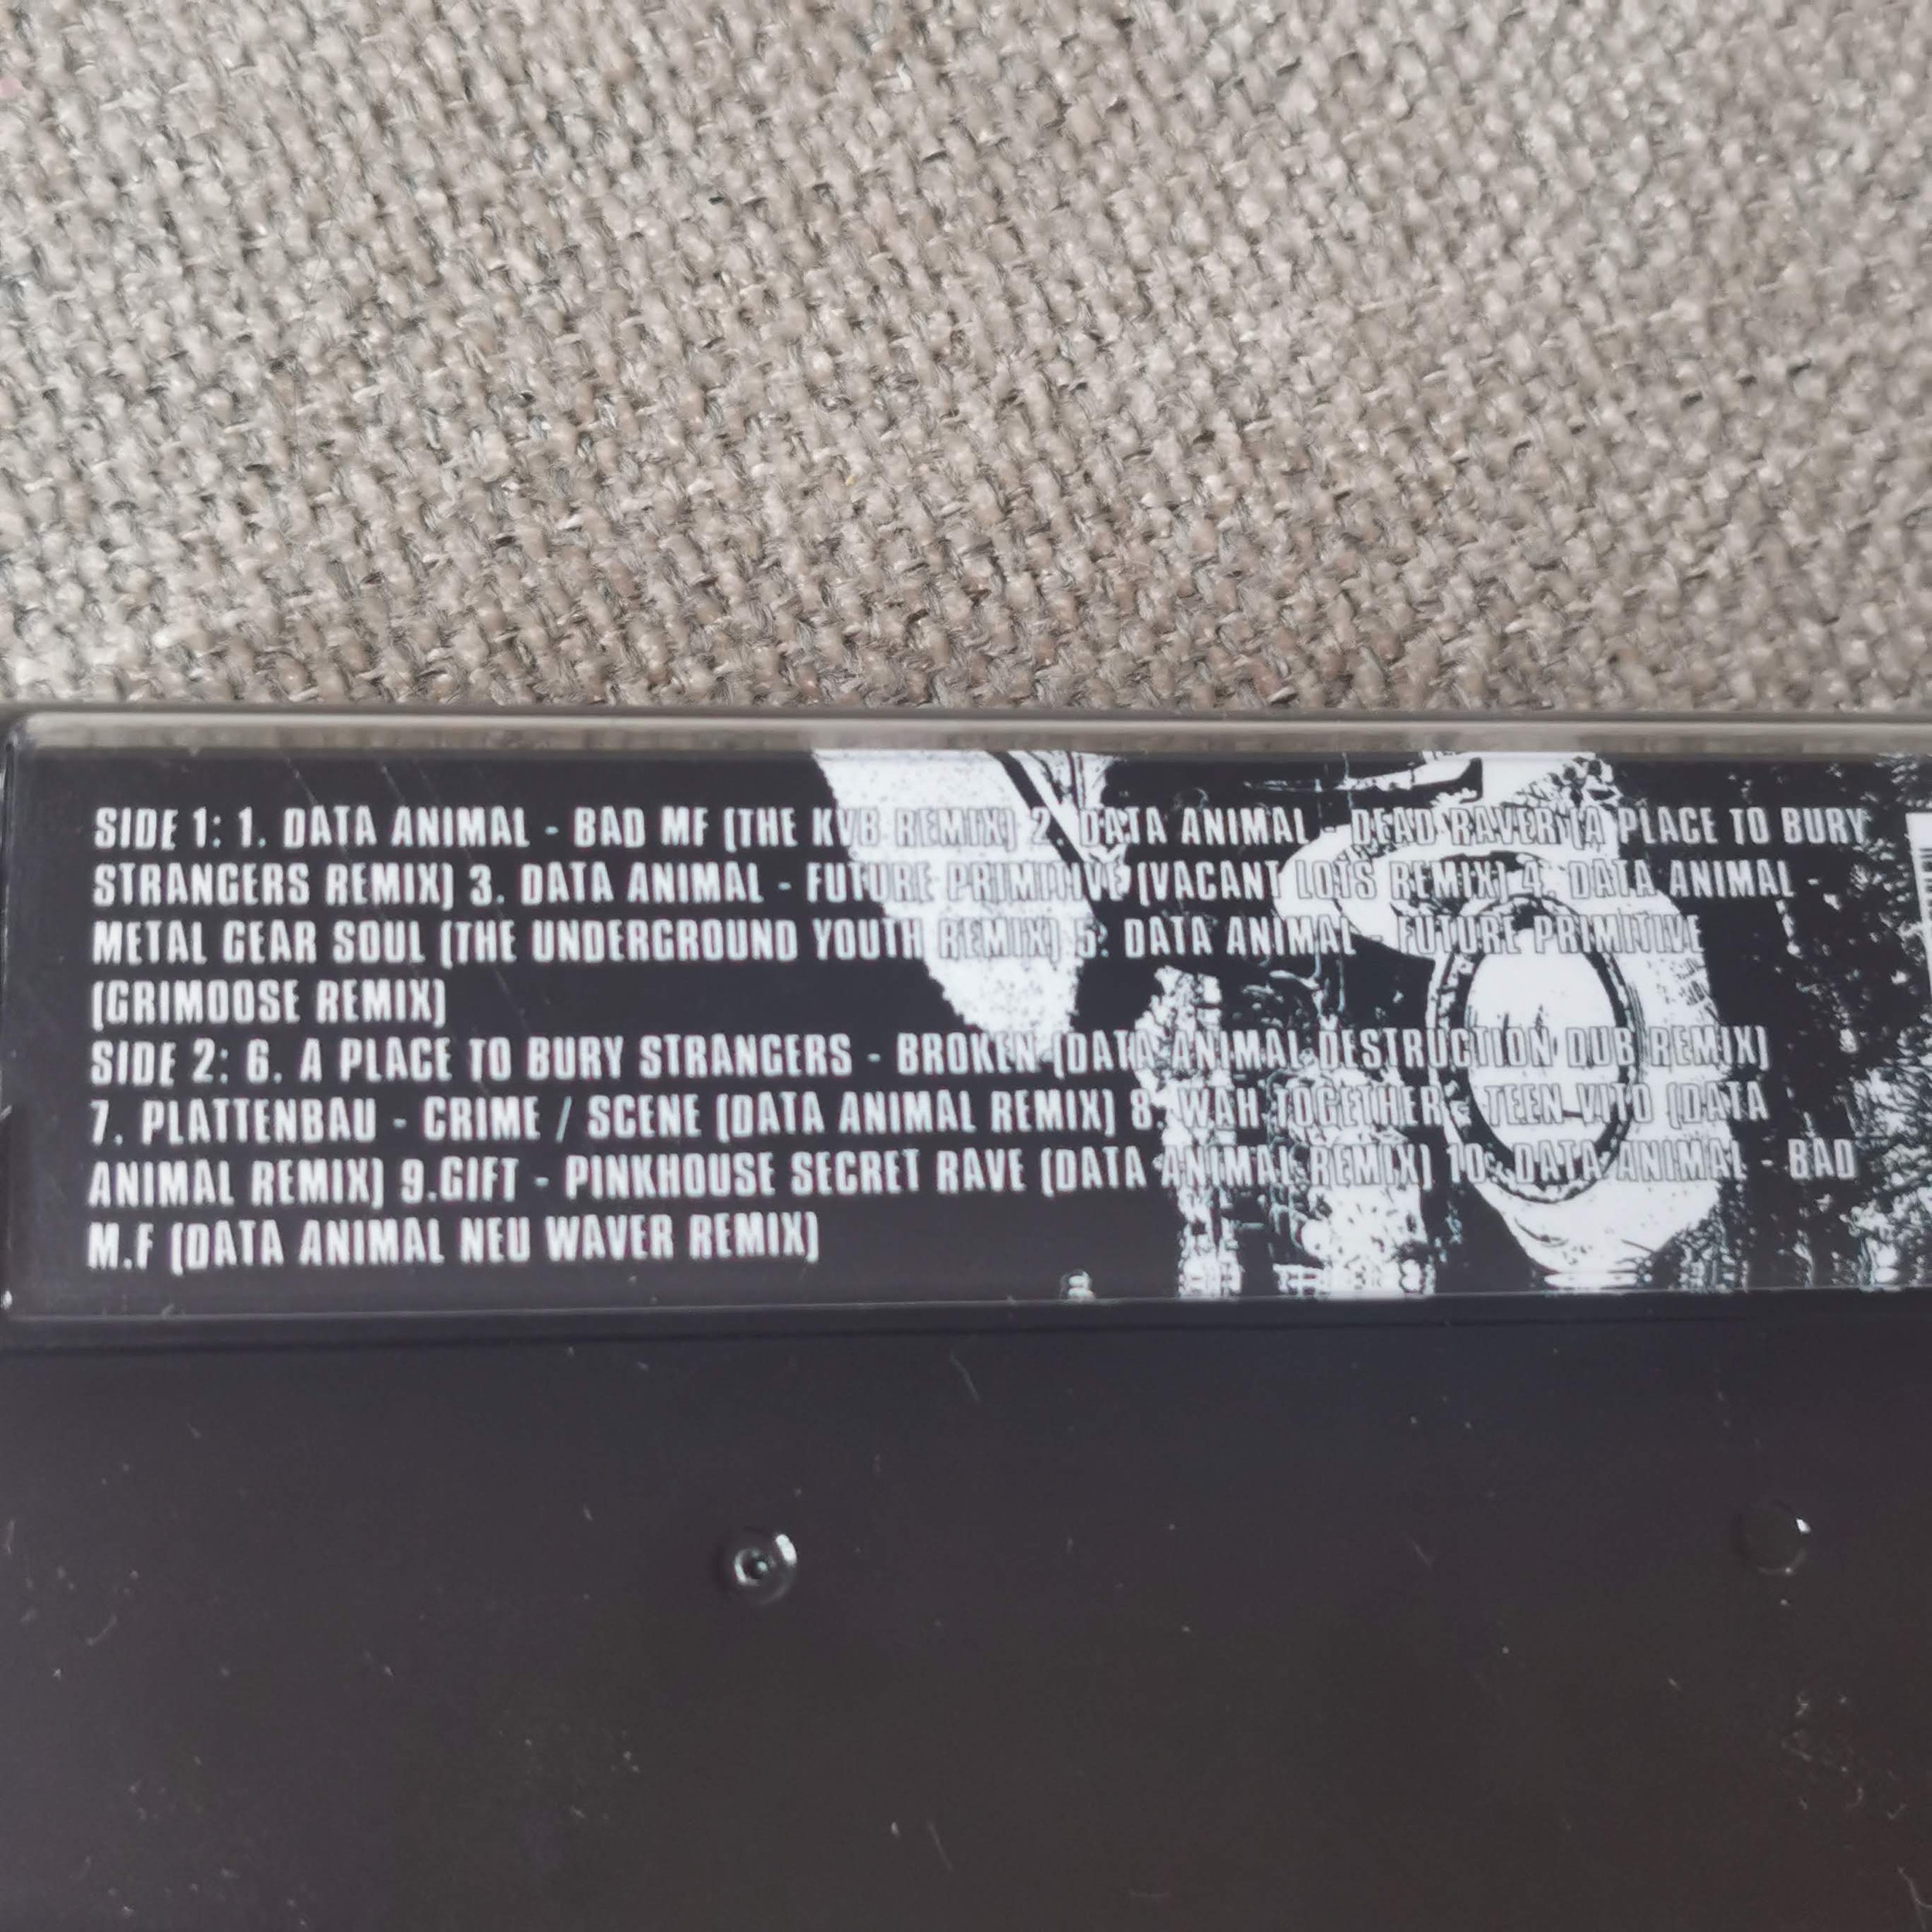 SIDE 1: 1. DATA ANIMAL - BAD MF (THE KVB REMIX) 2. DATA ANIMAL - DEAD RAVER (A PLACE TO BURY
STRANGERS REMIX) 3. DATA ANIMAL - FUTURE PRIMITIVE (VACANT LOTS REMIX) 4. DATA ANIMAL -
METAL GEAR SOUL (THE UNDERGROUND YOUTH REMIX) 5. DATA ANIMAL - FUTURE PRIMITIVE
(GRIMOOSE REMIX)
SIDE 2: 6. A PLACE TO BURY STRANGERS - BROKEN (DATA ANIMAL DESTRUCTION DUB REMIX)
7. PLATTENBAU - CRIME / SCENE (DATA ANIMAL REMIX) 8. WAH TOGETHER - TEEN VITO (DATA
ANIMAL REMIX) 9.GIFT - PINKHOUSE SECRET RAVE (DATA ANIMAL REMIX) 10. DATA ANIMAL - BAD
M.F (DATA ANIMAL NEU WAVER REMIX)